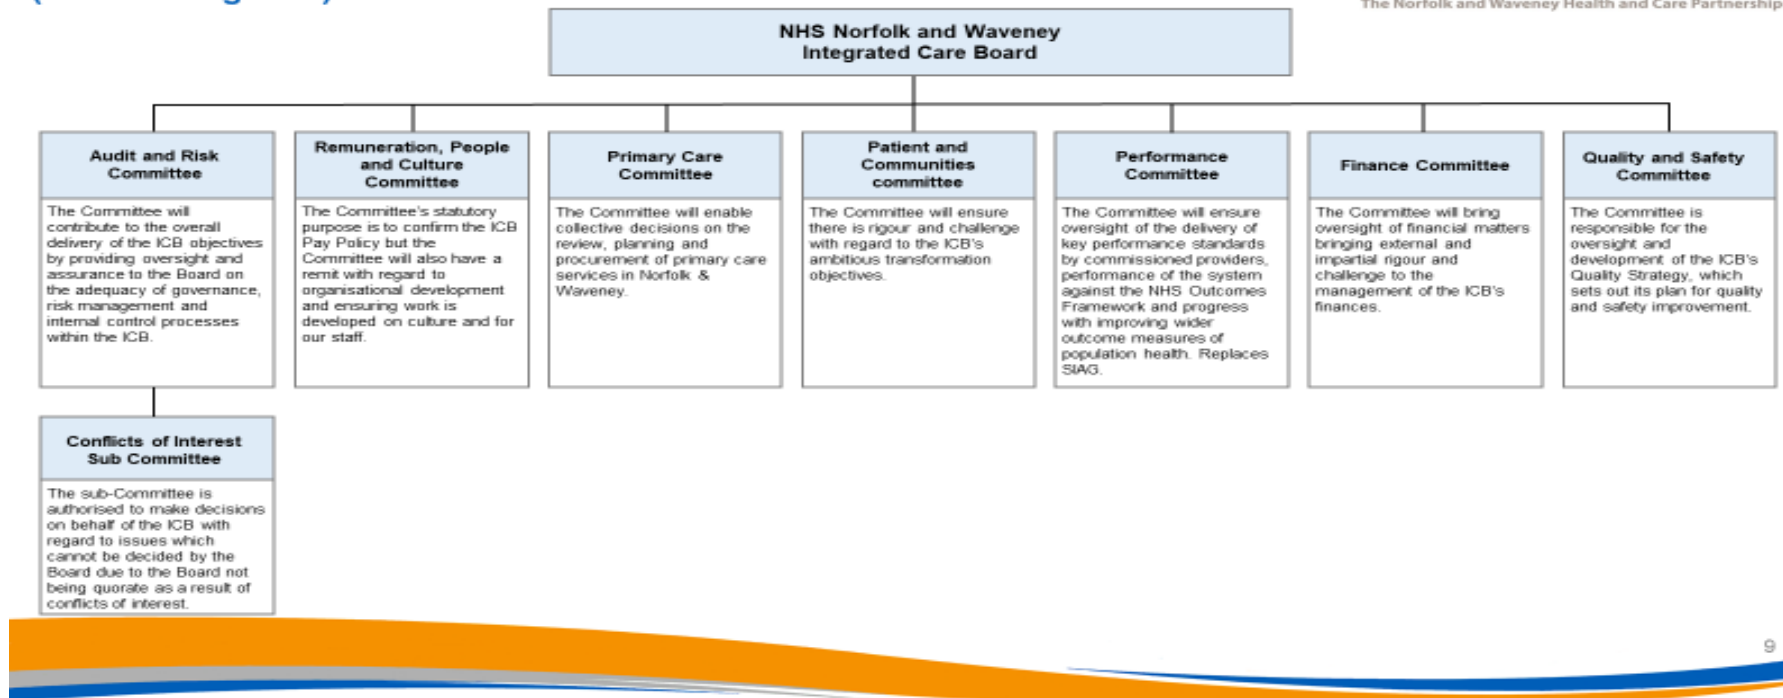 The Norfolk and Waveney Health and Care Partnership
NHS Norfolk and Waveney
Integrated Care Board
Audit and Risk
Committee
The Committee will
contribute to the overall
delivery of the ICB objectives
by providing oversight and
assurance to the Board on
the adequacy of governance,
risk management and
internal control processes
within the ICB.
Remuneration, People
and Culture
Committee
The Committee's statutory
purpose is to confirm the ICB
Pay Policy but the
Committee will also have a
remit with regard to
organisational development
and ensuring work is
developed on culture and for
our staff.
Primary Care
Committee
The Committee will enable
collective decisions on the
review, planning and
procurement of primary care
services in Norfolk &
Waveney.
Patient and
Communities
committee
The Committee will ensure
there is rigour and challenge
with regard to the ICB's
ambitious transformation
objectives.
Performance
Committee
The Committee will ensure
oversight of the delivery of
key performance standards
by commissioned providers,
performance of the system
against the NHS Outcomes
Framework and progress
with improving wider
outcome measures of
population health. Replaces
SIAG.
Finance Committee
The Committee will bring
oversight of financial matters
bringing external and
impartial rigour and
challenge to the
management of the ICB's
finances.
Quality and Safety
Committee
The Committee is
responsible for the
oversight and
development of the ICB's
Quality Strategy, which
sets out its plan for quality
and safety improvement.
Conflicts of Interest
Sub Committee
The sub-Committee is
authorised to make decisions
on behalf of the ICB with
regard to issues which
cannot be decided by the
Board due to the Board not
being quorate as a result of
conflicts of interest.
9